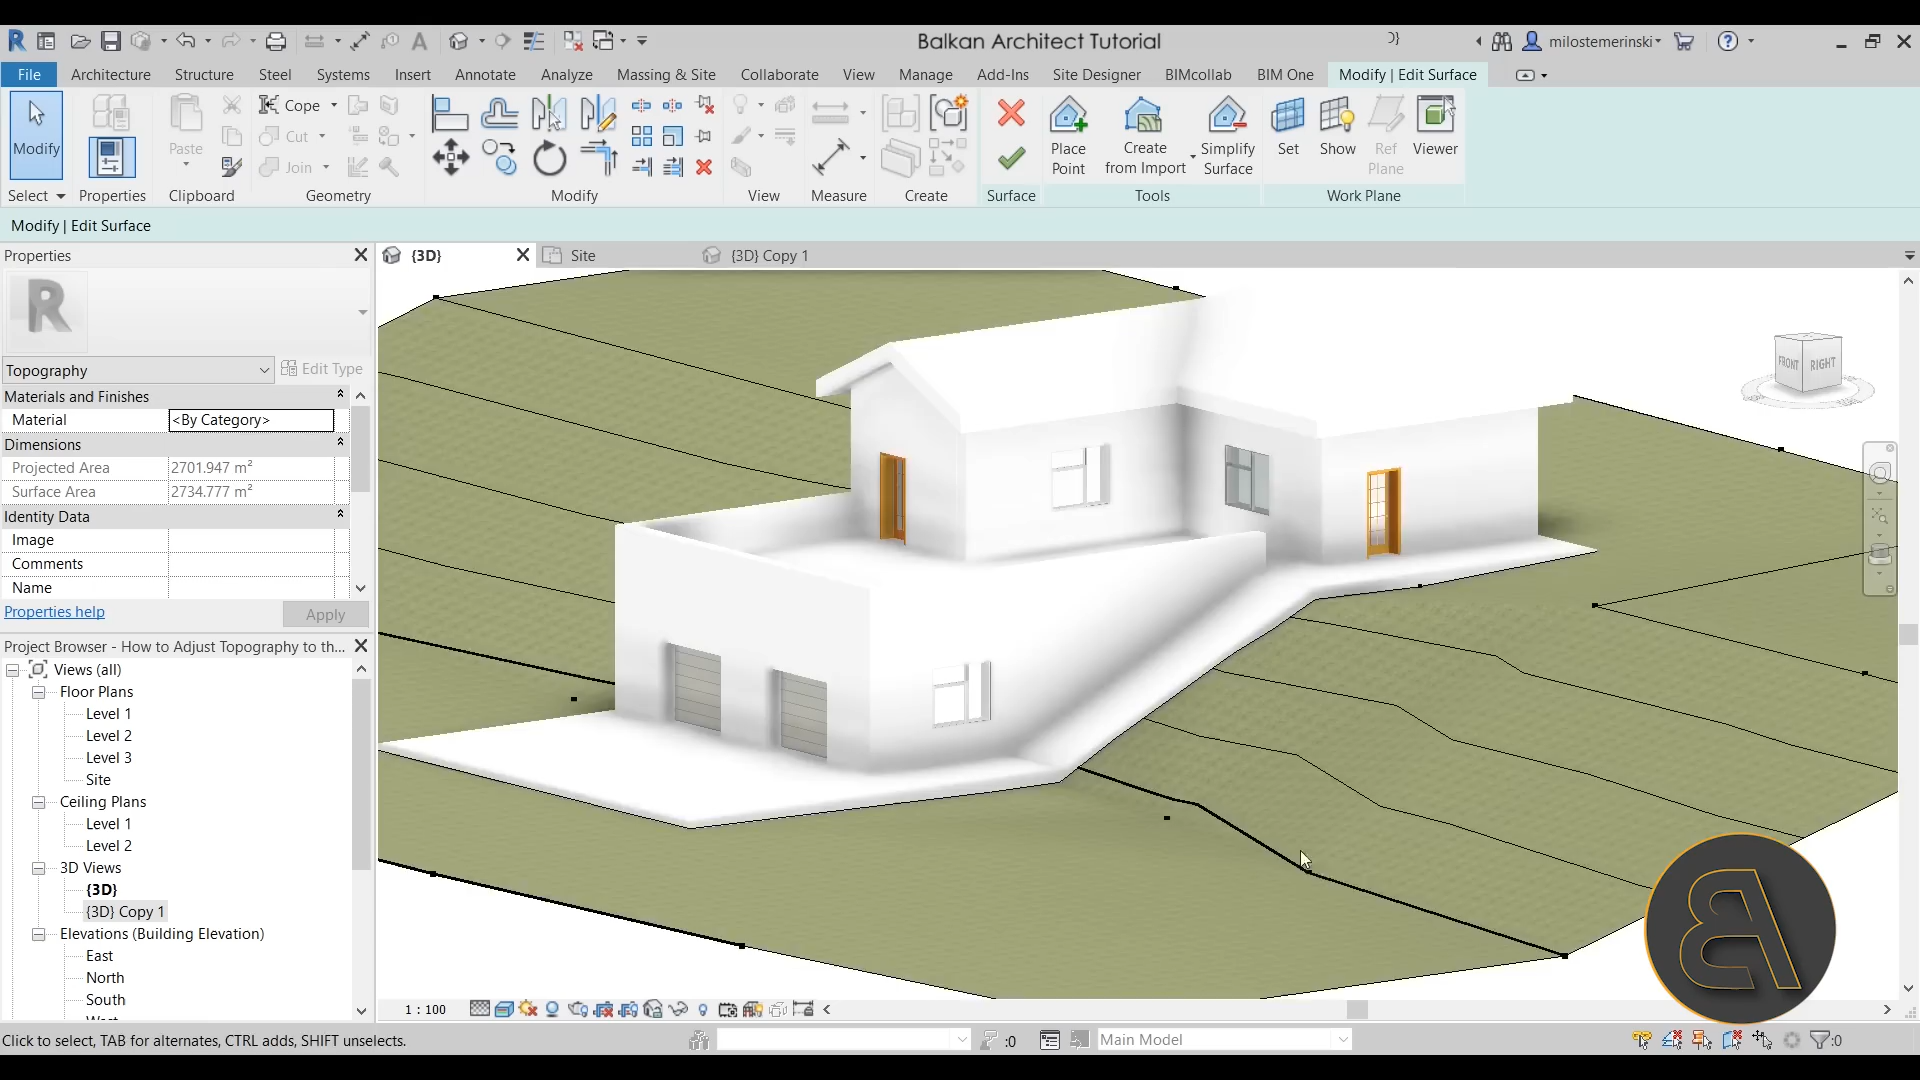 Balkan Architect Tutorial
milostemerinski
File Architecture Structure Steel Systems Insert Annotate Analyze Massing & Site Collaborate View Manage Add-Ins Site Designer BIMcollab BIM One Modify | Edit Surface
Modify
Paste
Cope
Cut
Join
Place Point
Create from Import
Simplify Surface
Set
Show
Ref Plane
Viewer
Select Properties Clipboard Geometry Modify View Measure Create Surface Tools Work Plane
Modify | Edit Surface
Properties
{3D} Site {3D} Copy 1
R
Topography Edit Type
Materials and Finishes
Material <By Category>
Dimensions
Projected Area 2701.947 m²
Surface Area 2734.777 m²
Identity Data
Image
Comments
Name
Properties help Apply
Project Browser - How to Adjust Topography to th...
Views (all)
Floor Plans
Level 1
Level 2
Level 3
Site
Ceiling Plans
Level 1
Level 2
3D Views
{3D}
{3D} Copy 1
Elevations (Building Elevation)
East
North
South
FRONT RIGHT
1 : 100
Click to select, TAB for alternates, CTRL adds, SHIFT unselects.
:0
Main Model
:0